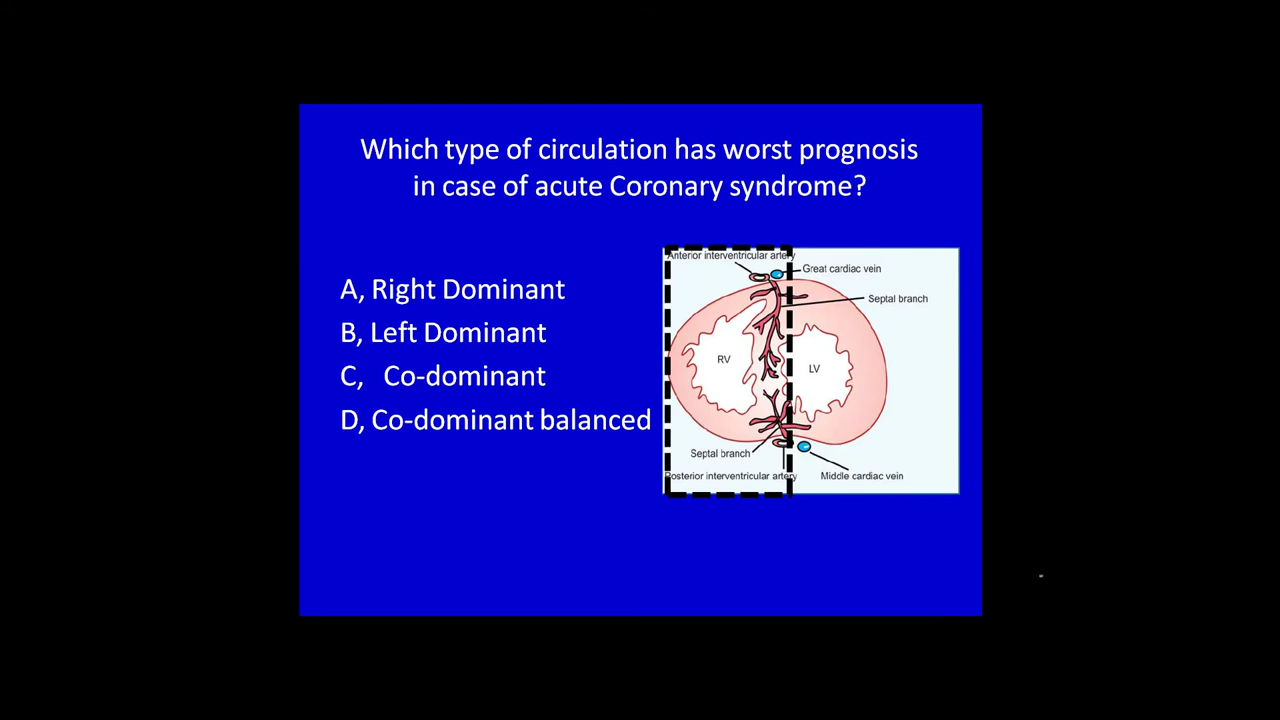 Which type of circulation has worst prognosis
in case of acute Coronary syndrome?
A, Right Dominant
B, Left Dominant
C, Co-dominant
D, Co-dominant balanced
Anterior interventricular artery
Great cardiac vein
Septal branch
RV
LV
Septal branch
Posterior interventricular artery
Middle cardiac vein